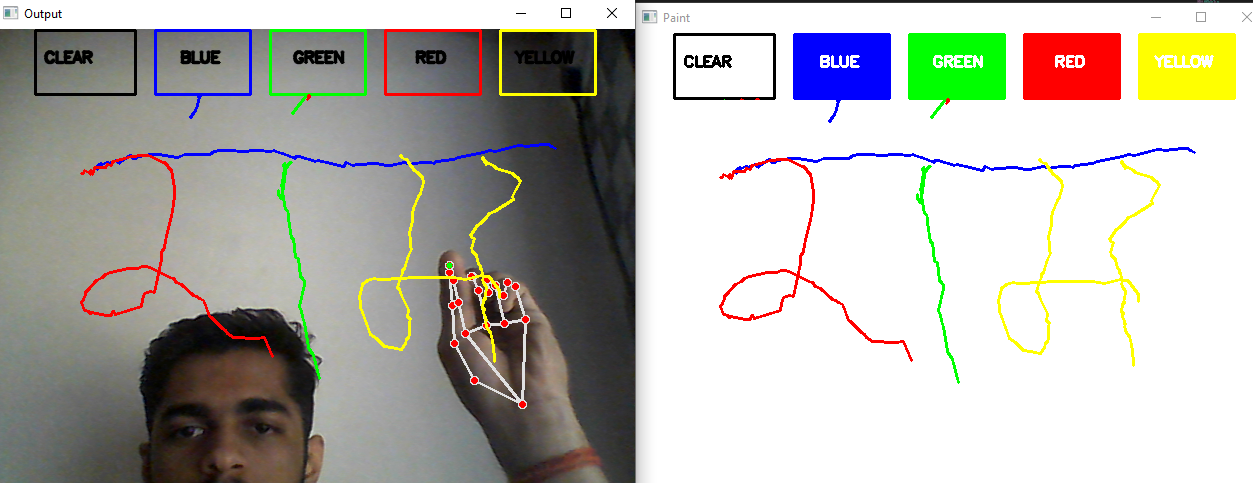 Output
CLEAR BLUE GREEN RED YELLOW
राम
Paint
CLEAR BLUE GREEN RED YELLOW
राम